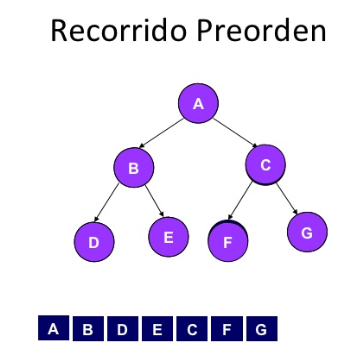 Recorrido Preorden
A
B C
D E F G
A B D E C F G